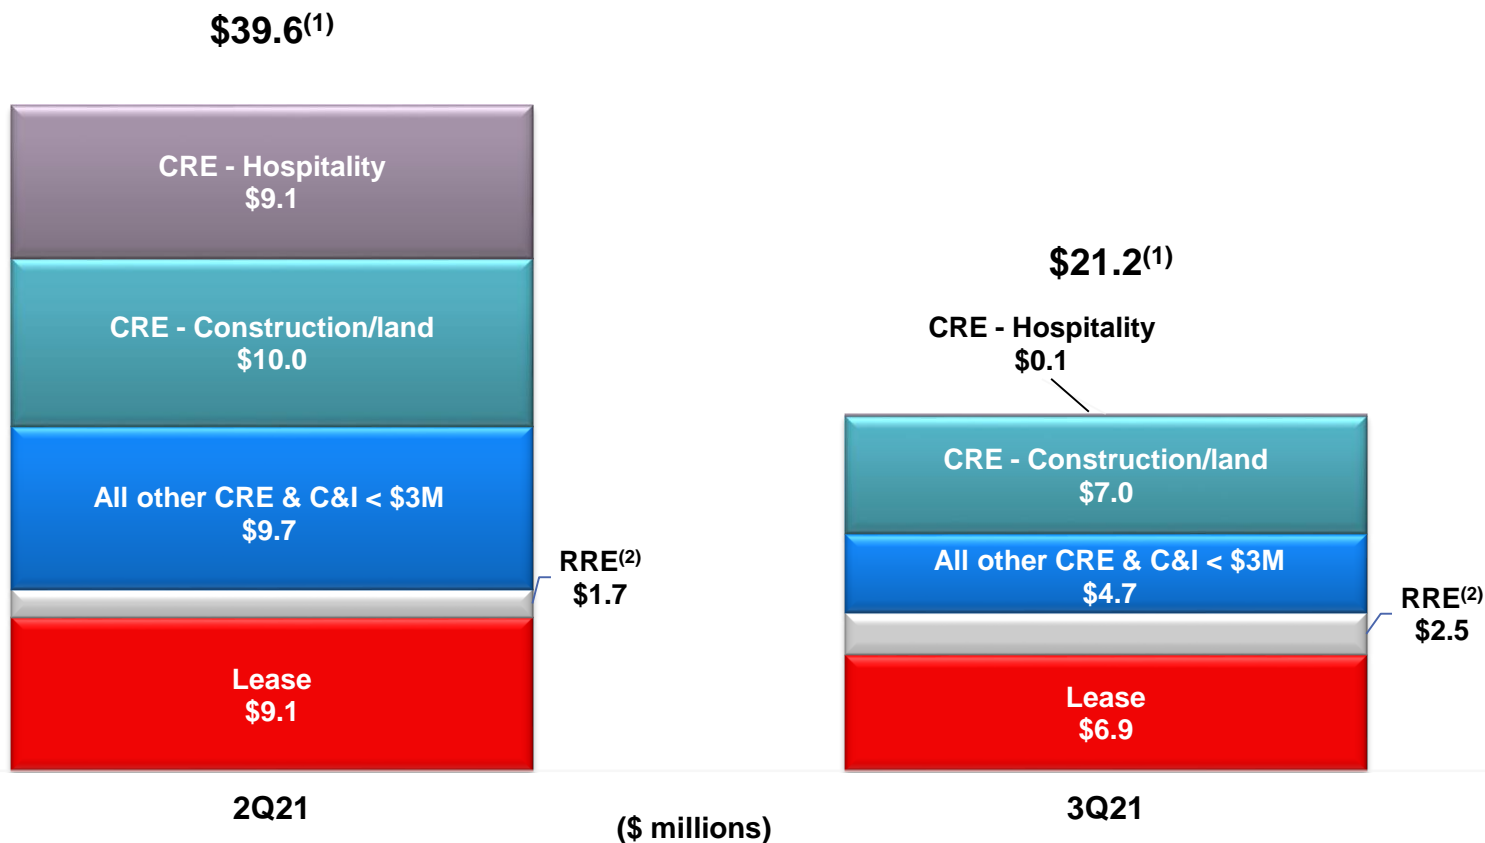 $39.6(1)
CRE - Hospitality
$9.1
CRE - Construction/land
$10.0
All other CRE & C&I < $3M
$9.7
RRE(2)
$1.7
Lease
$9.1
2Q21
$21.2(1)
CRE - Hospitality
$0.1
CRE - Construction/land
$7.0
All other CRE & C&I < $3M
$4.7
RRE(2)
$2.5
Lease
$6.9
3Q21
($ millions)